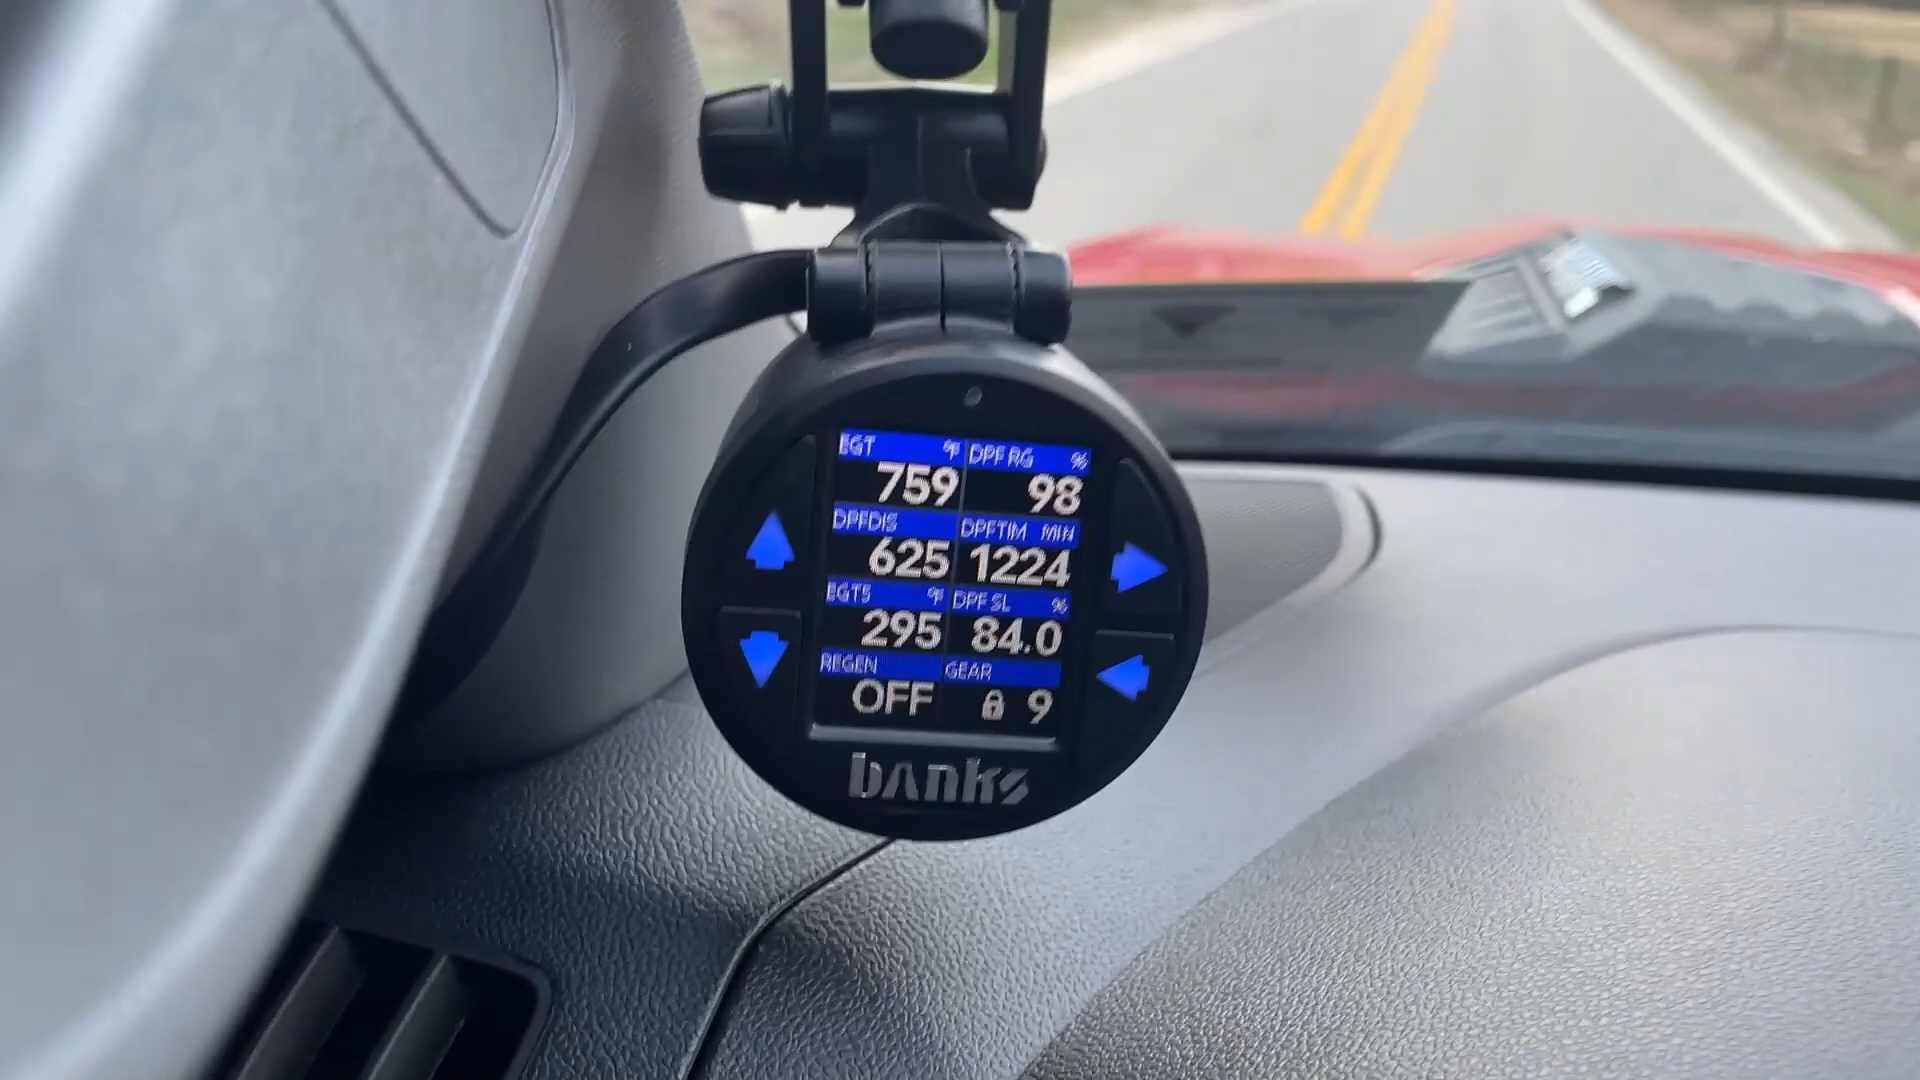 EGT °F DPF RG %
759 98
DPFDIS DPFTIM MIN
625 1224
EGT5 °F DPF SL %
295 84.0
REGEN GEAR
OFF 9
banks